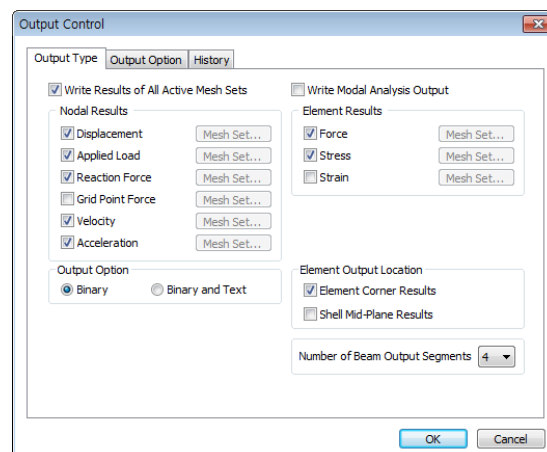 Output Control
Output Type Output Option History
Write Results of All Active Mesh Sets
Write Modal Analysis Output
Nodal Results
Displacement Mesh Set...
Applied Load Mesh Set...
Reaction Force Mesh Set...
Grid Point Force Mesh Set...
Velocity Mesh Set...
Acceleration Mesh Set...
Element Results
Force Mesh Set...
Stress Mesh Set...
Strain Mesh Set...
Output Option
Binary Binary and Text
Element Output Location
Element Corner Results
Shell Mid-Plane Results
Number of Beam Output Segments 4
OK Cancel